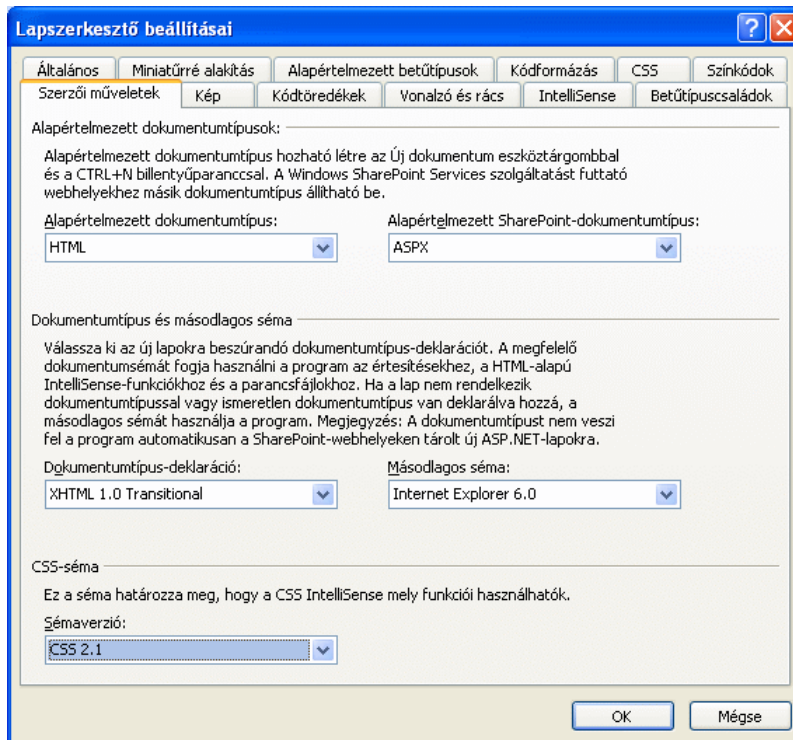 Lapszerkesztő beállításai
Általános Miniatűrré alakítás Alapértelmezett betűtípusok Kódformázás CSS Színkódok
Szerzői műveletek Kép Kódtöredékek Vonalzó és rács IntelliSense Betűtípuscsaládok
Alapértelmezett dokumentumtípusok:
Alapértelmezett dokumentumtípus hozható létre az Új dokumentum eszköztárgombbal
és a CTRL+N billentyűparanccsal. A Windows SharePoint Services szolgáltatást futtató
webhelyekhez másik dokumentumtípus állítható be.
Alapértelmezett dokumentumtípus: Alapértelmezett SharePoint-dokumentumtípus:
HTML ASPX
Dokumentumtípus és másodlagos séma
Válassza ki az új lapokra beszúrandó dokumentumtípus-deklarációt. A megfelelő
dokumentumsémát fogja használni a program az értesítésekhez, a HTML-alapú
IntelliSense-funkciókhoz és a parancsfájlokhoz. Ha a lap nem rendelkezik
dokumentumtípussal vagy ismeretlen dokumentumtípus van deklarálva hozzá, a
másodlagos sémát használja a program. Megjegyzés: A dokumentumtípust nem veszi
fel a program automatikusan a SharePoint-webhelyeken tárolt új ASP.NET-lapokra.
Dokumentumtípus-deklaráció: Másodlagos séma:
XHTML 1.0 Transitional Internet Explorer 6.0
CSS-séma
Ez a séma határozza meg, hogy a CSS IntelliSense mely funkciói használhatók.
Sémaverzió:
CSS 2.1
OK Mégse